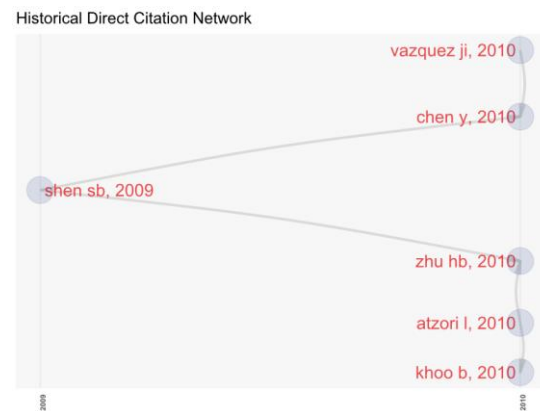 Historical Direct Citation Network
vazquez ji, 2010
chen y, 2010
shen sb, 2009
zhu hb, 2010
atzori l, 2010
khoo b, 2010
2009
2010